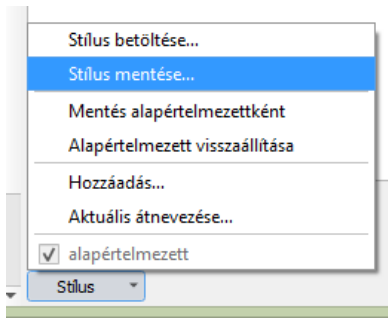 Stílus betöltése...
Stílus mentése...
Mentés alapértelmezettként
Alapértelmezett visszaállítása
Hozzáadás...
Aktuális átnevezése...
alapértelmezett
Stílus